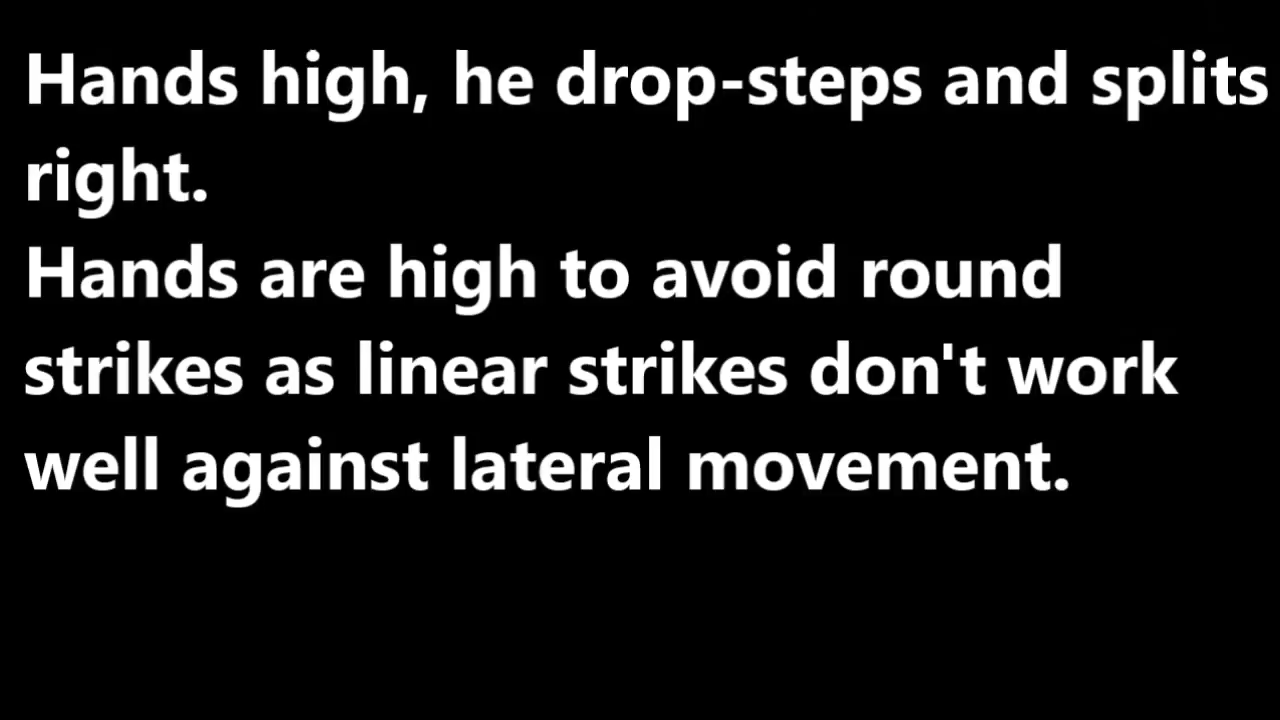 Hands high, he drop-steps and splits
right.
Hands are high to avoid round
strikes as linear strikes don't work
well against lateral movement.